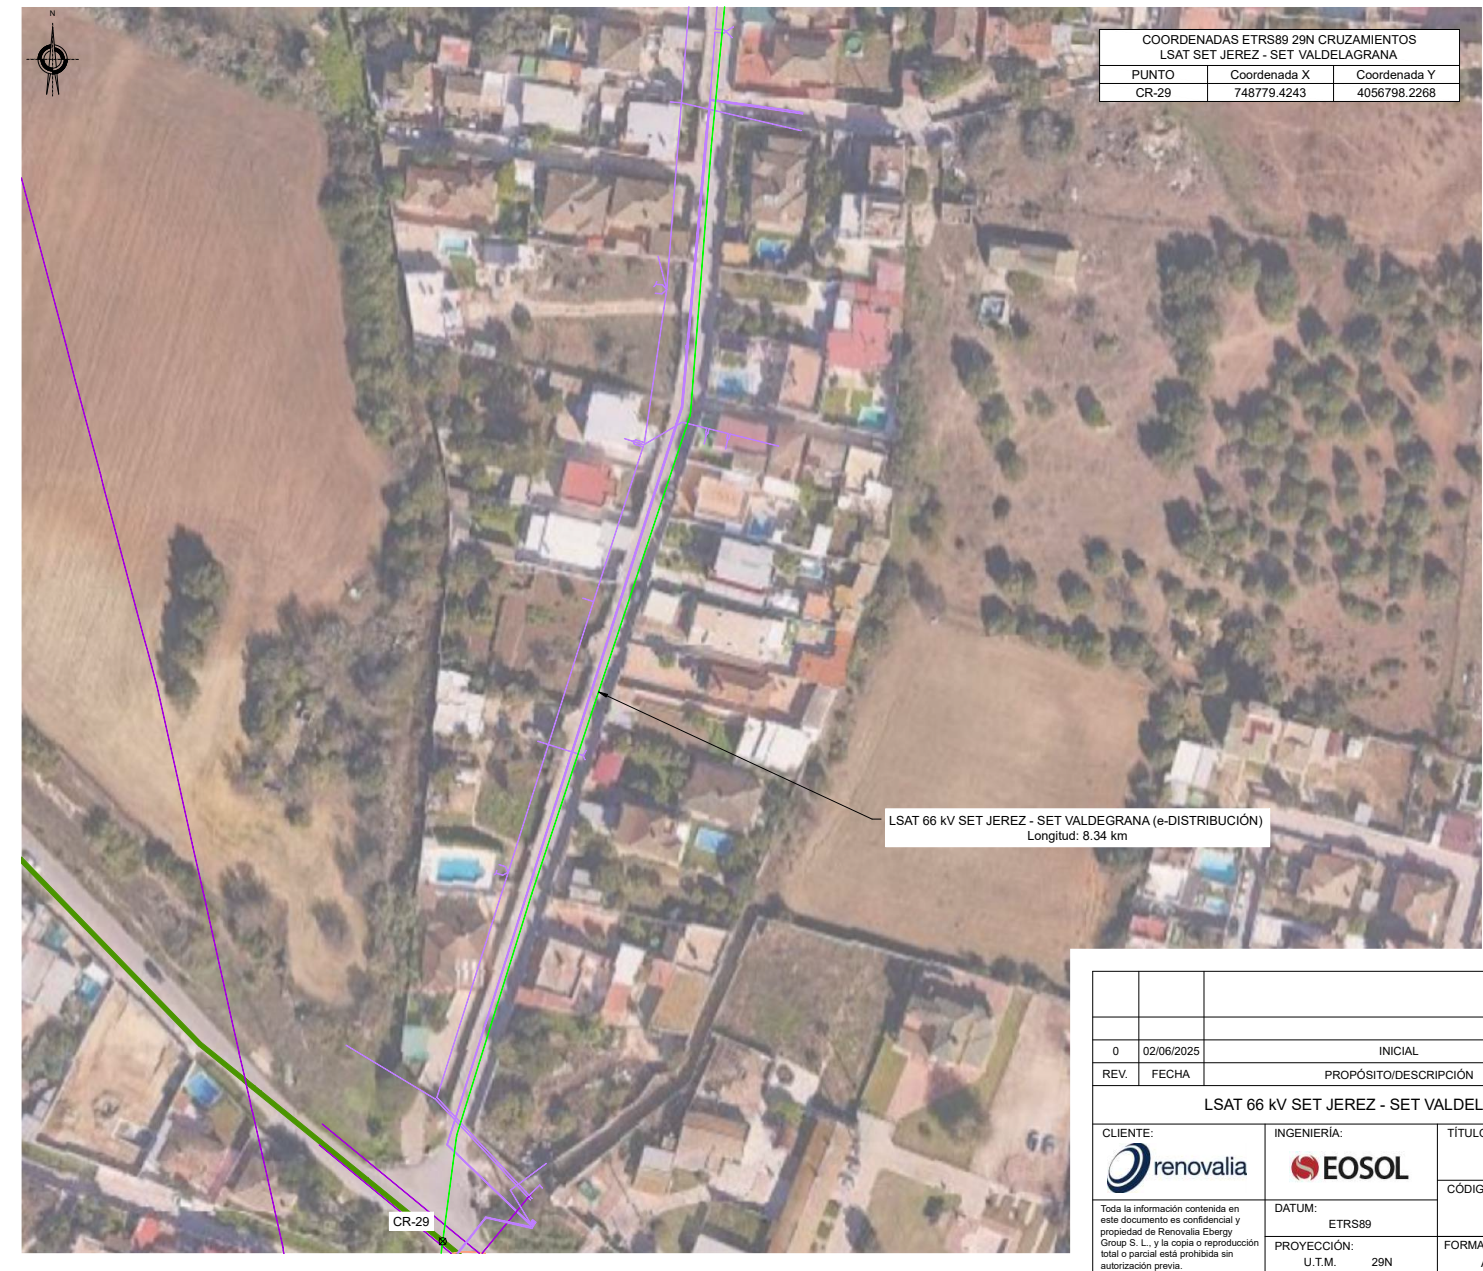 N
COORDENADAS ETRS89 29N CRUZAMIENTOS
LSAT SET JEREZ - SET VALDELAGRANA
PUNTO Coordenada X Coordenada Y
CR-29 748779.4243 4056798.2268
LSAT 66 kV SET JEREZ - SET VALDEGRANA (e-DISTRIBUCIÓN)
Longitud: 8.34 km
CR-29
0 02/06/2025 INICIAL
REV. FECHA PROPÓSITO/DESCRIPCIÓN
LSAT 66 kV SET JEREZ - SET VALDEL
CLIENTE:
renovalia
INGENIERÍA:
EOSOL
TÍTULO
CÓDIG
Toda la información contenida en
este documento es confidencial y
propiedad de Renovalia Ebergy
Group S. L., y la copia o reproducción
total o parcial está prohibida sin
autorización previa.
DATUM:
ETRS89
PROYECCIÓN:
U.T.M. 29N
FORMA